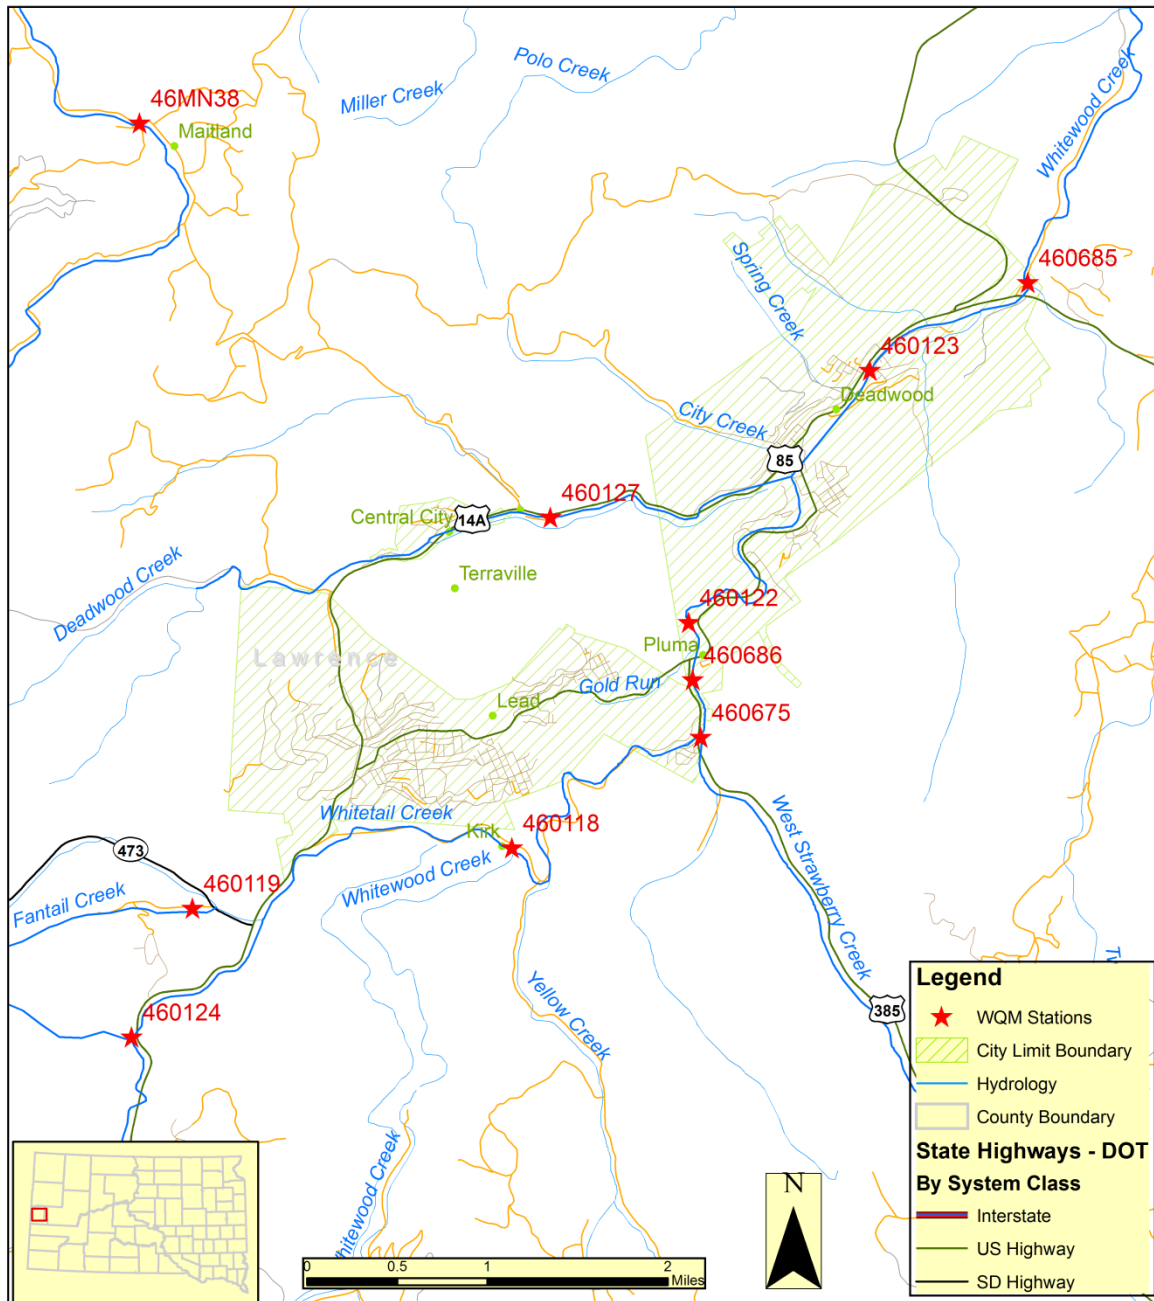 Polo Creek
Miller Creek
46MN38
Maitland
Whitewood Creek
Spring Creek
460685
460123
Deadwood
City Creek
85
460127
Central City
14A
Deadwood Creek
Terraville
460122
Pluma
460686
Lawrence
Gold Run
Lead
460675
Whitetail Creek
Kirk
460118
473
Whitewood Creek
West Strawberry Creek
460119
Fantail Creek
460124
Yellow Creek
385
Whitewood Creek
Legend
WQM Stations
City Limit Boundary
Hydrology
County Boundary
State Highways - DOT
By System Class
Interstate
US Highway
SD Highway
N
0 0.5 1 2
Miles